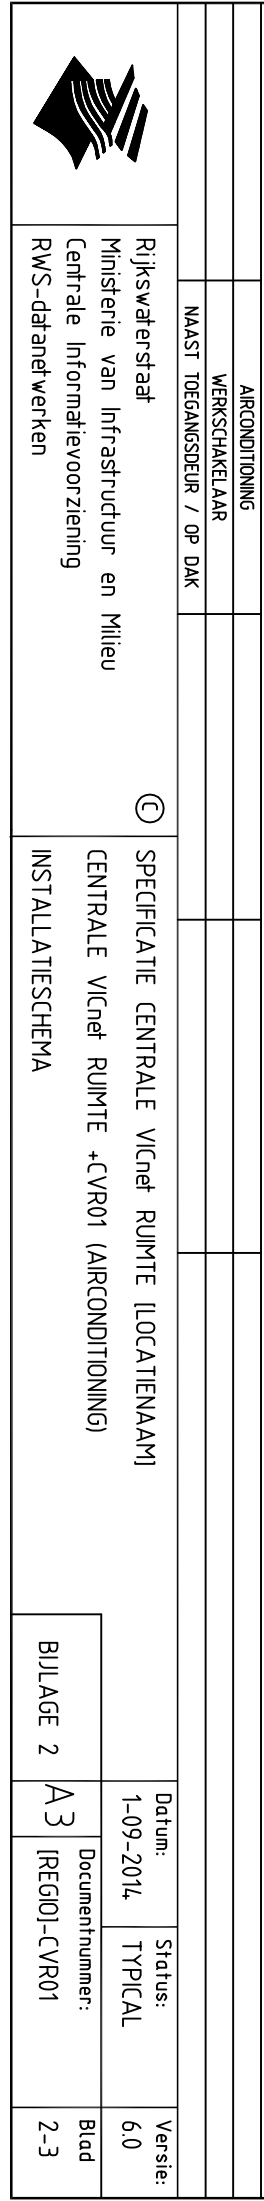 AIRCONDITIONING
WERKSCHAKELAAR
NAAST TOEGANGSDEUR / OP DAK
Rijkswaterstaat
Ministerie van Infrastructuur en Milieu
Centrale Informatievoorziening
RWS-datanetwerken
©
SPECIFICATIE CENTRALE VICnet RUIMTE [LOCATIENAAM]
CENTRALE VICnet RUIMTE +CVR01 (AIRCONDITIONING)
INSTALLATIESCHEMA
BIJLAGE 2
A3
Datum:
1-09-2014
Status:
TYPICAL
Versie:
6.0
Documentnummer:
[REGIO]-CVR01
Blad
2-3